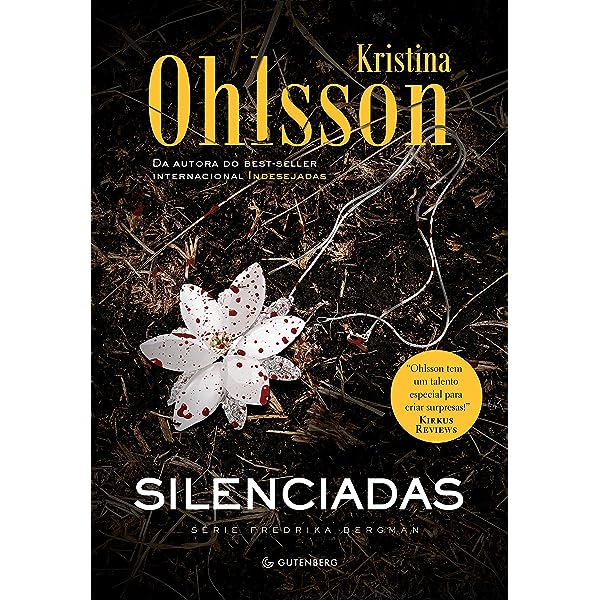 Kristina
Ohlsson
DA AUTORA DO BEST-SELLER
INTERNACIONAL INDESEJADAS
"Ohlsson tem
um talento
especial para
criar surpresas!"
KIRKUS
REVIEWS
SILENCIADAS
SÉRIE FREDRIKA BERGMAN
GUTENBERG